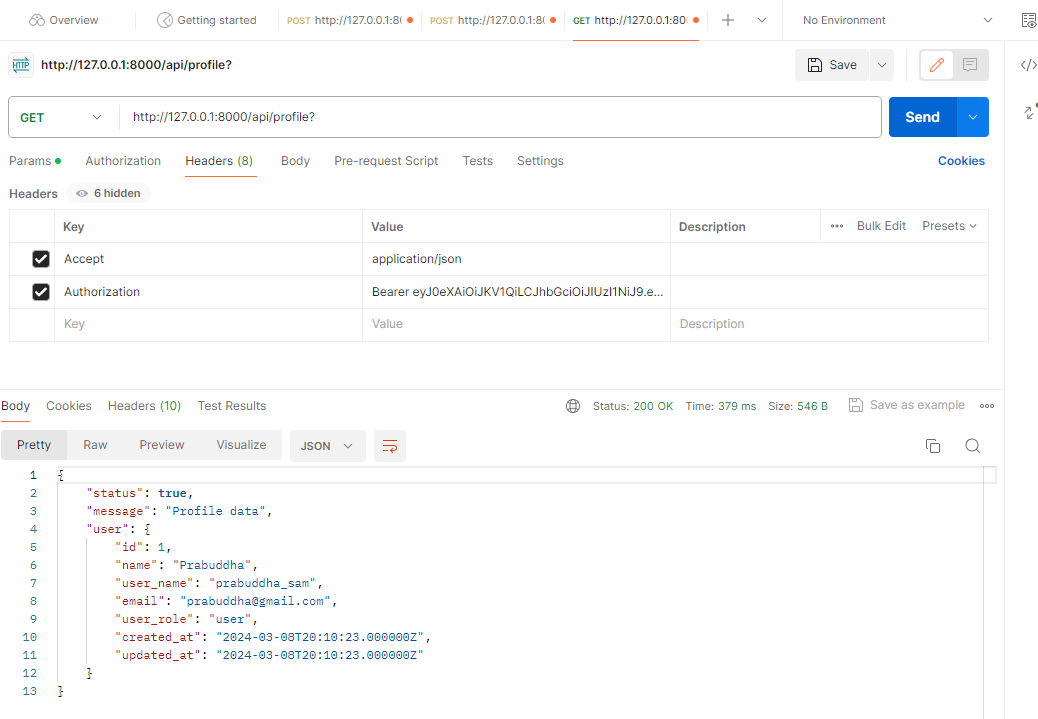 Overview
Getting started
POST http://127.0.0.1:8(
POST http://127.0.0.1:8(
GET http://127.0.0.1:80
No Environment
HTTP http://127.0.0.1:8000/api/profile?
Save
GET
http://127.0.0.1:8000/api/profile?
Send
Params
Authorization
Headers (8)
Body
Pre-request Script
Tests
Settings
Cookies
Headers
6 hidden
Key
Value
Description
Bulk Edit
Presets
Accept
application/json
Authorization
Bearer eyJ0eXAiOiJKV1QiLCJhbGciOiJIUzI1NiJ9.e...
Key
Value
Description
Body
Cookies
Headers (10)
Test Results
Status: 200 OK
Time: 379 ms
Size: 546 B
Save as example
Pretty
Raw
Preview
Visualize
JSON
1 {
2 "status": true,
3 "message": "Profile data",
4 "user": {
5 "id": 1,
6 "name": "Prabuddha",
7 "user_name": "prabuddha_sam",
8 "email": "prabuddha@gmail.com",
9 "user_role": "user",
10 "created_at": "2024-03-08T20:10:23.000000Z",
11 "updated_at": "2024-03-08T20:10:23.000000Z"
12 }
13 }